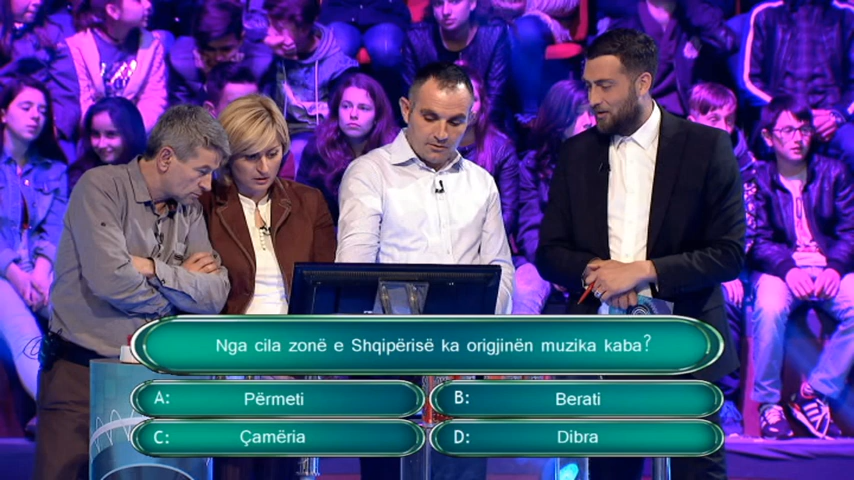 Nga cila zonë e Shqipërisë ka origjinën muzika kaba?
A: Përmeti
B: Berati
C: Çamëria
D: Dibra